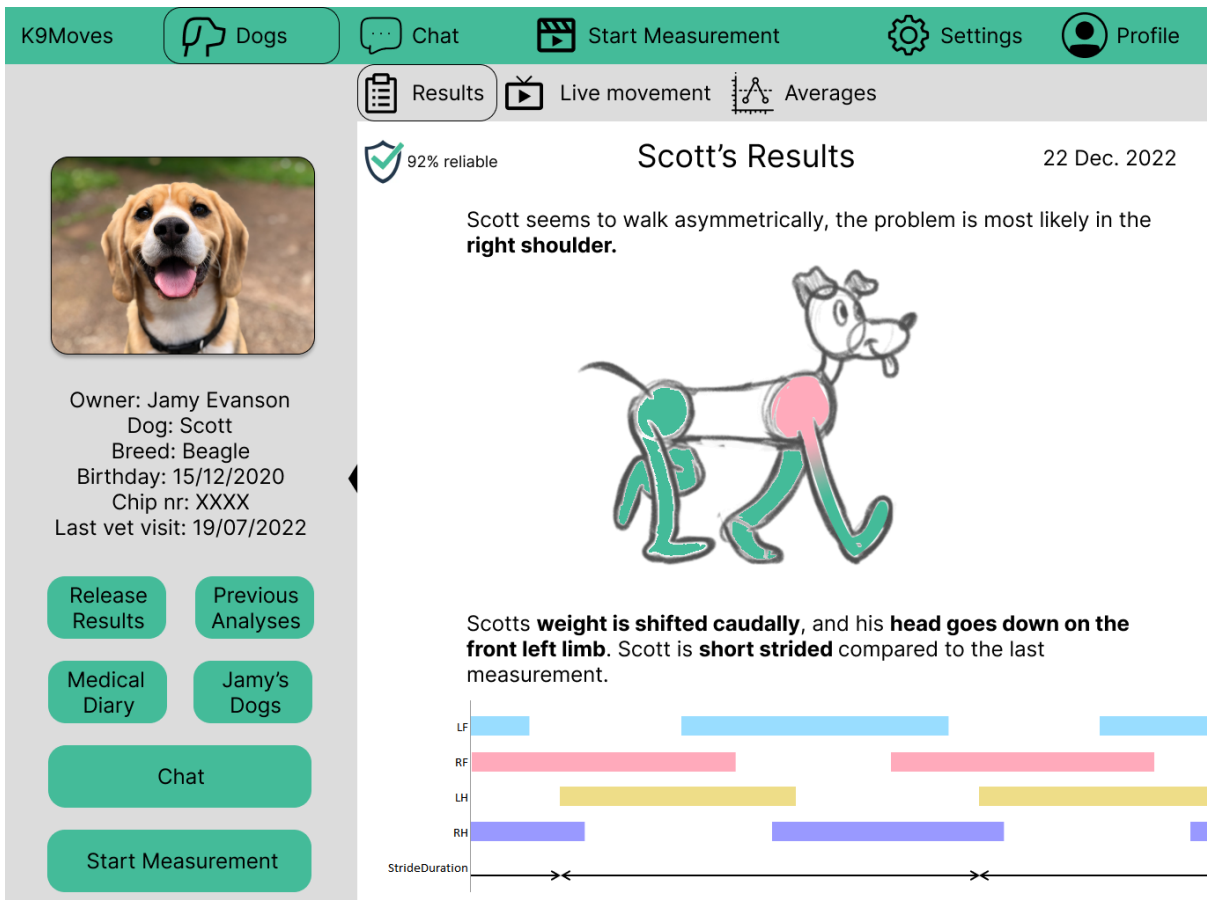 K9Moves
Dogs
Chat
Start Measurement
Settings
Profile
Results
Live movement
Averages
92% reliable
Scott’s Results
22 Dec. 2022
Scott seems to walk asymmetrically, the problem is most likely in the
right shoulder.
Owner: Jamy Evanson
Dog: Scott
Breed: Beagle
Birthday: 15/12/2020
Chip nr: XXXX
Last vet visit: 19/07/2022
Release
Results
Previous
Analyses
Medical
Diary
Jamy’s
Dogs
Chat
Start Measurement
Scotts weight is shifted caudally, and his head goes down on the
front left limb. Scott is short strided compared to the last
measurement.
LF
RF
LH
RH
StrideDuration